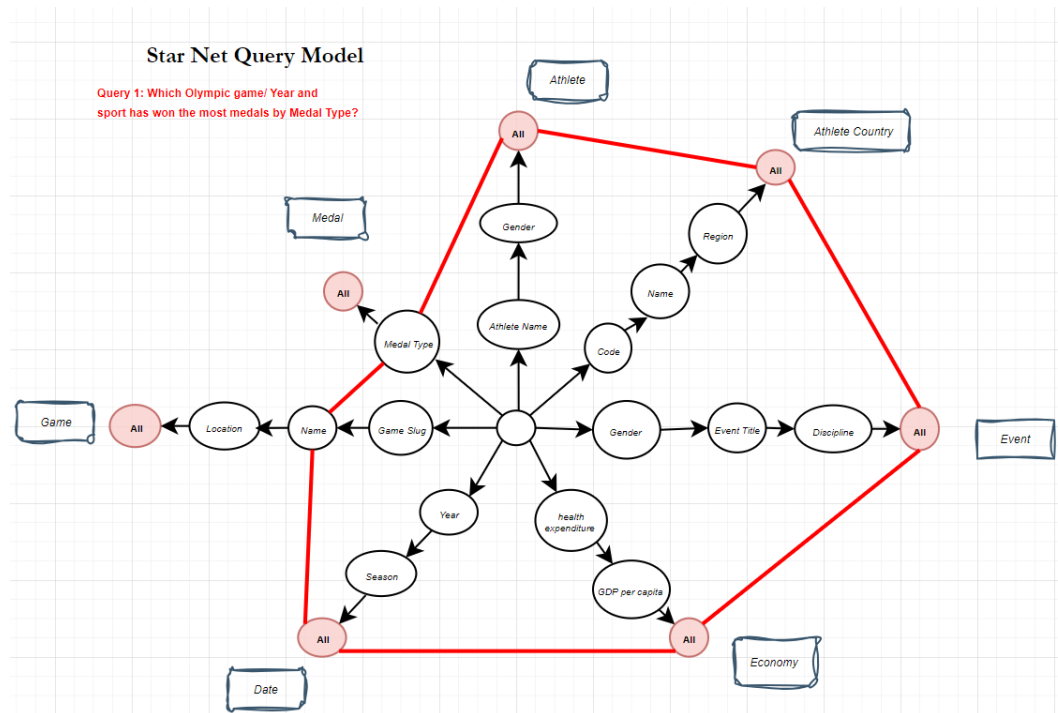 Star Net Query Model
Query 1: Which Olympic game/ Year and
sport has won the most medals by Medal Type?
Athlete
All
Athlete Country
All
Gender
Region
Medal
All
Name
Athlete Name
Medal Type
Code
Game
All
Location
Name
Game Slug
Gender
Event Title
Discipline
All
Event
Year
health
expenditure
Season
GDP per capita
All
All
Economy
Date